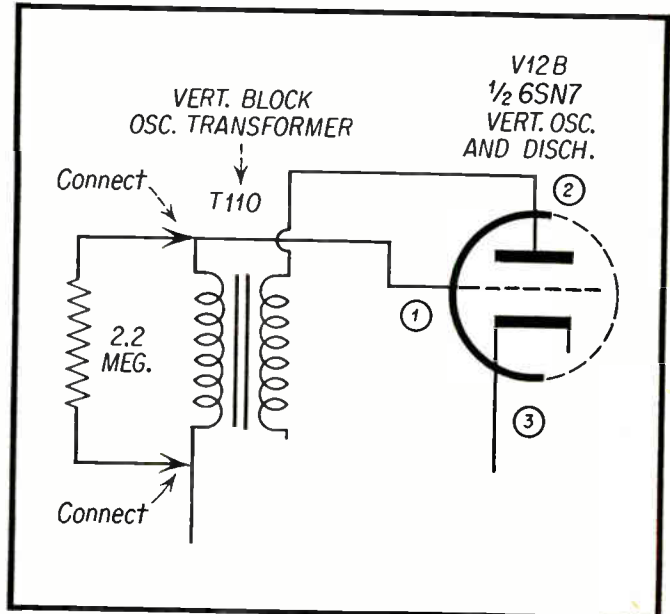 V12B
½ 6SN7
VERT. OSC.
AND DISCH.
VERT. BLOCK
OSC. TRANSFORMER
Connect
T110
2
1
2.2
MEG.
3
Connect